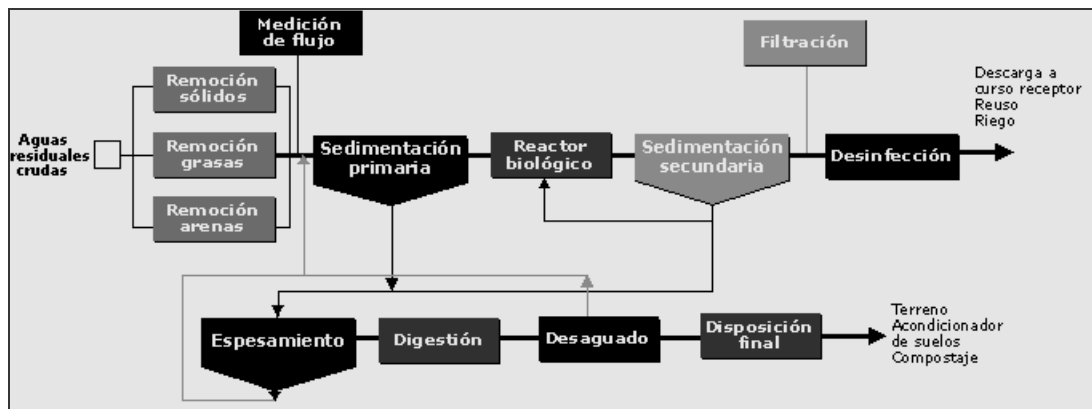 Medición
de flujo
Filtración
Remoción
sólidos
Descarga a
curso receptor
Reuso
Riego
Aguas
residuales
crudas
Remoción
grasas
Sedimentación
primaria
Reactor
biológico
Sedimentación
secundaria
Desinfección
Remoción
arenas
Espesamiento
Digestión
Desaguado
Disposición
final
Terreno
Acondicionador
de suelos
Compostaje